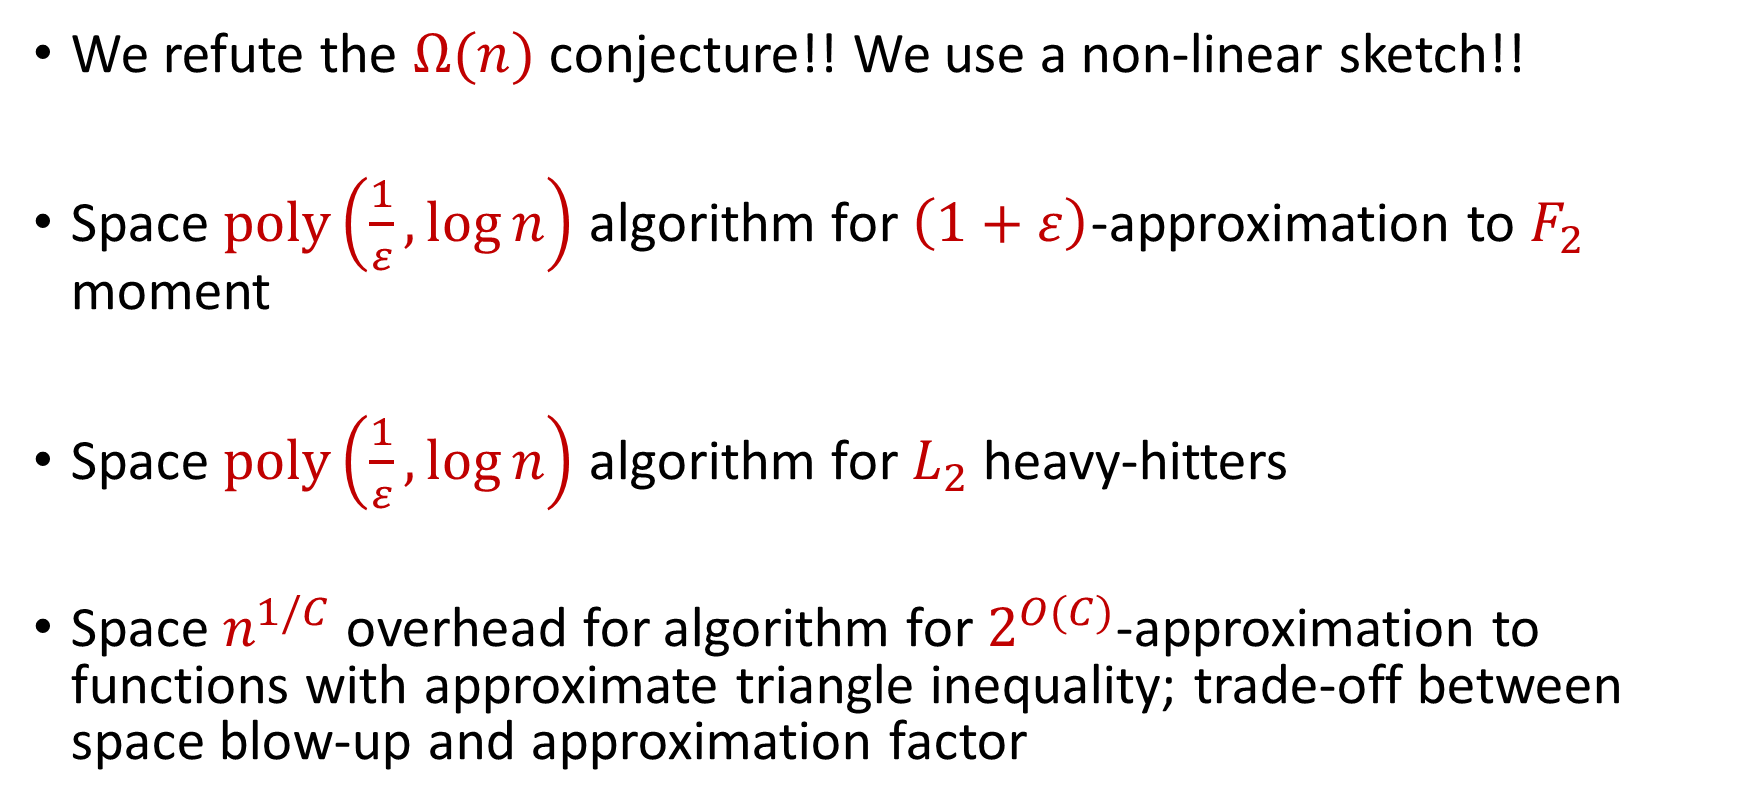 • We refute the Ω(n) conjecture!! We use a non-linear sketch!!
• Space poly(1/ε, log n) algorithm for (1 + ε)-approximation to F₂
moment
• Space poly(1/ε, log n) algorithm for L₂ heavy-hitters
• Space n^{1/C} overhead for algorithm for 2^{O(C)}-approximation to
functions with approximate triangle inequality; trade-off between
space blow-up and approximation factor